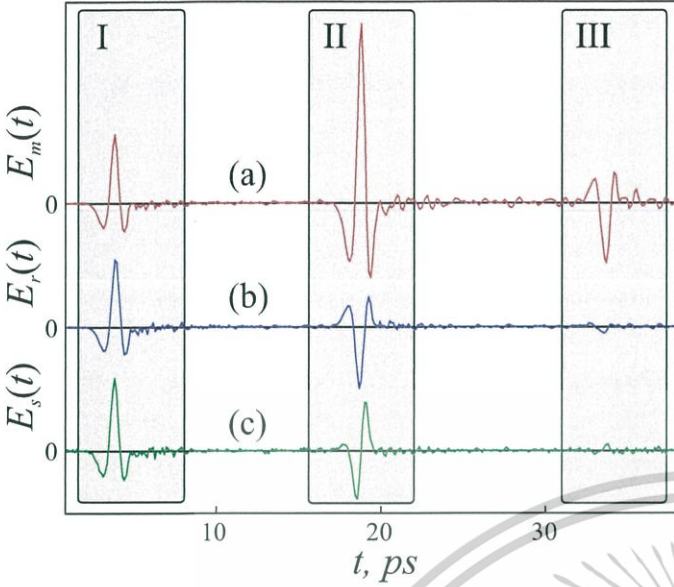 I II III
E_m(t)
(a)
0
E_r(t)
(b)
0
E_s(t)
(c)
0
10 20 30
t, ps